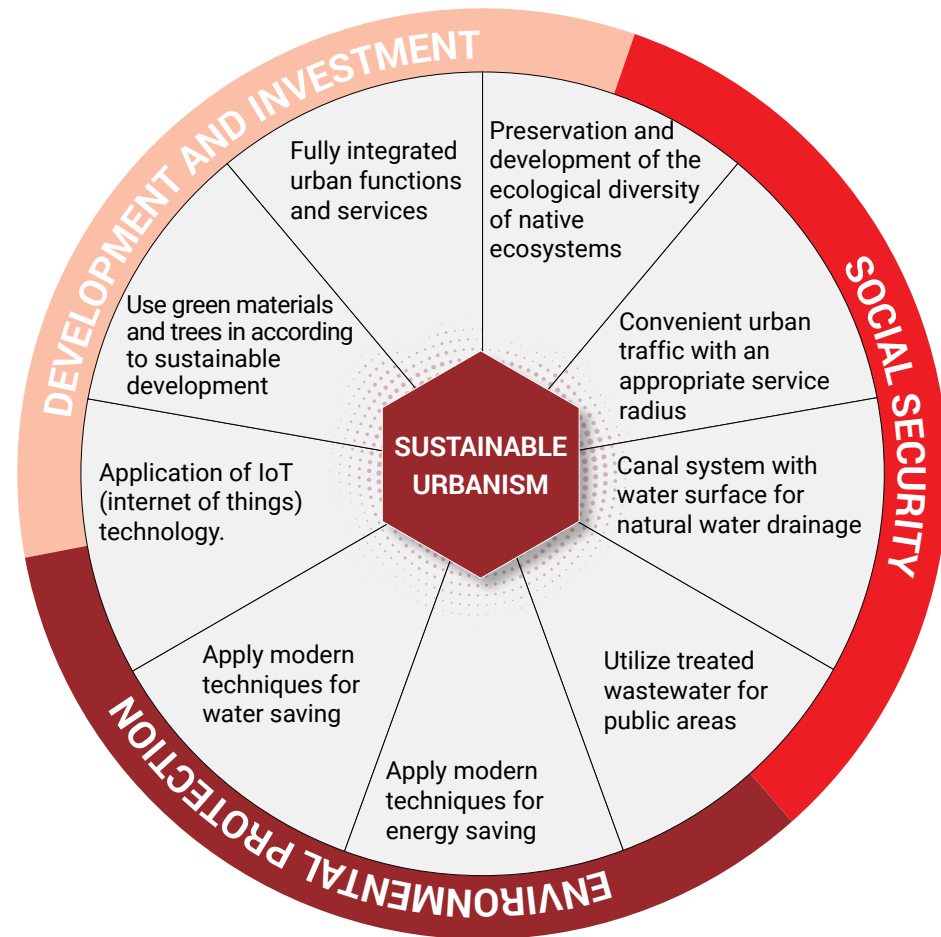 DEVELOPMENT AND INVESTMENT
SOCIAL SECURITY
ENVIRONMENTAL PROTECTION
SUSTAINABLE
URBANISM
Preservation and
development of the
ecological diversity
of native
ecosystems
Convenient urban
traffic with an
appropriate service
radius
Canal system with
water surface for
natural water drainage
Utilize treated
wastewater for
public areas
Apply modern
techniques for
energy saving
Apply modern
techniques for
water saving
Application of IoT
(internet of things)
technology.
Use green materials
and trees in according
to sustainable
development
Fully integrated
urban functions
and services